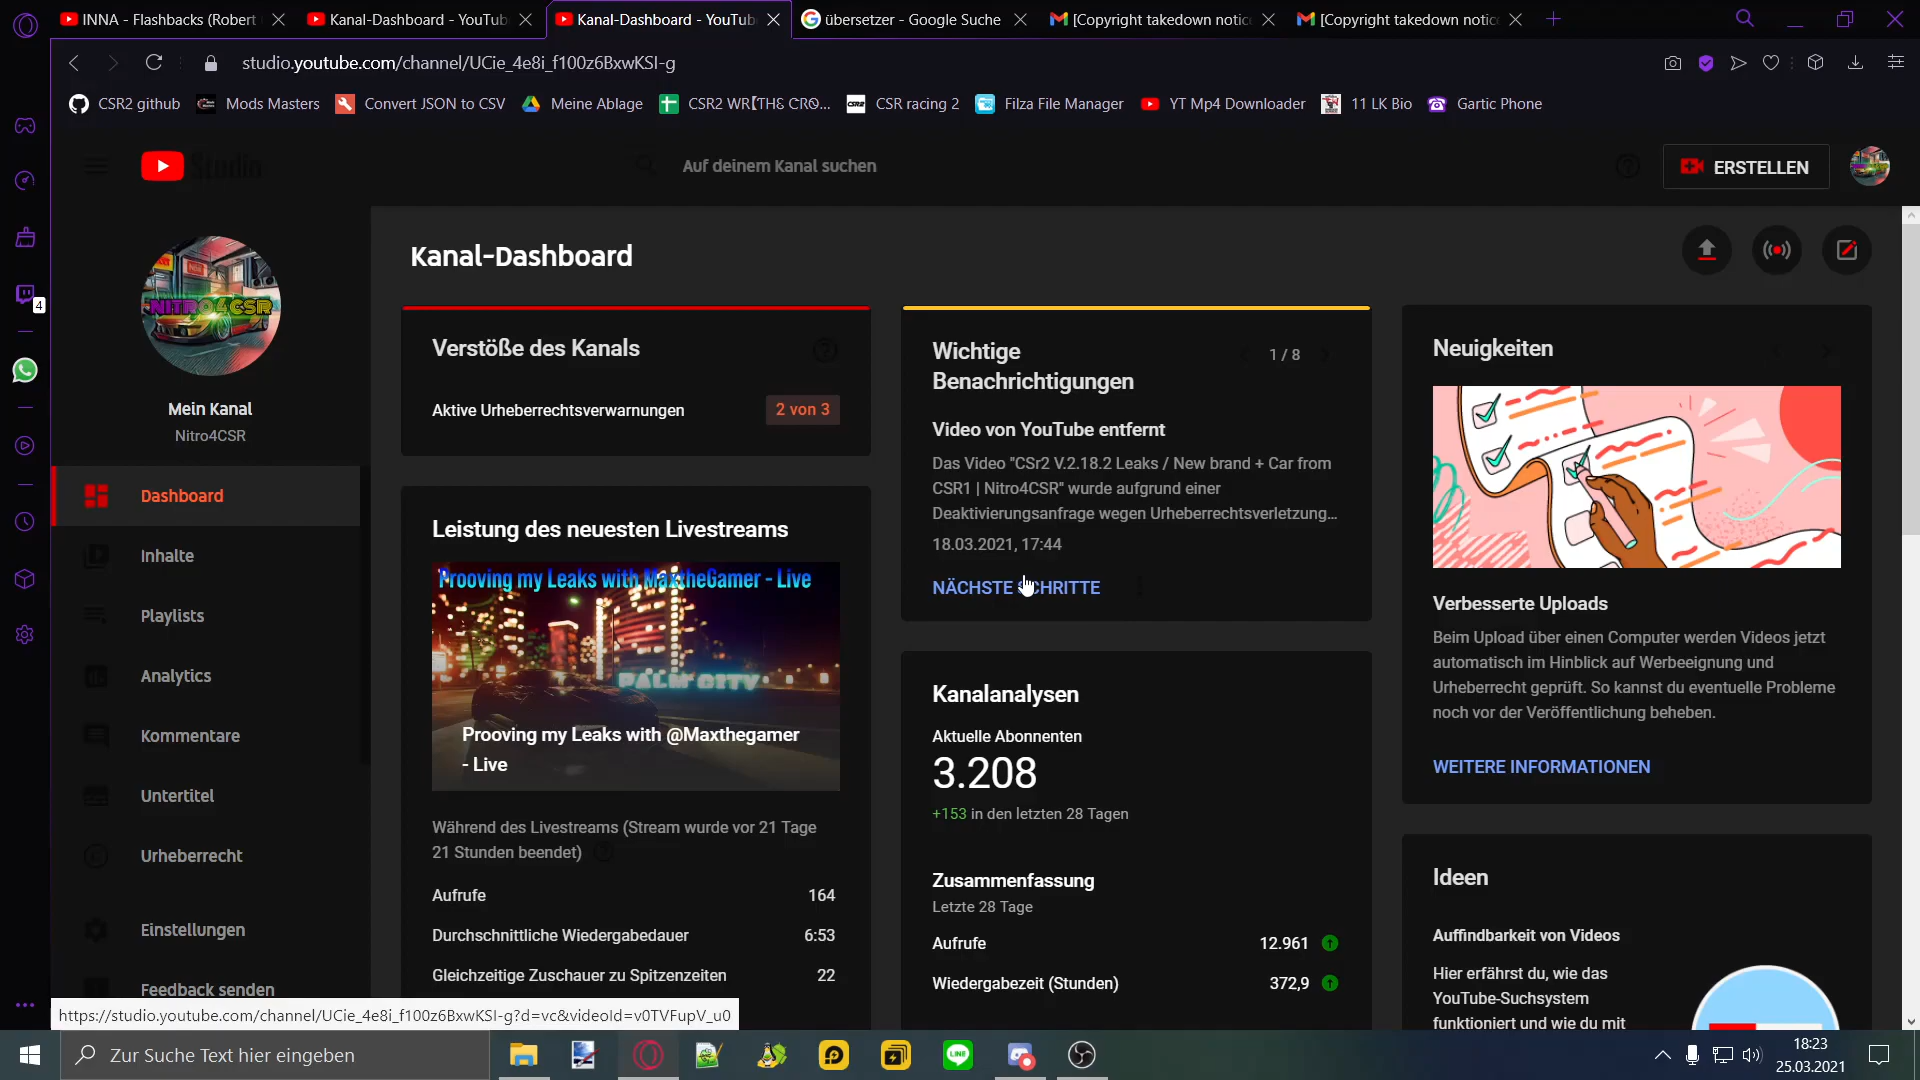 INNA - Flashbacks (Robert
Kanal-Dashboard - YouTub
Kanal-Dashboard - YouTub
übersetzer - Google Suche
[Copyright takedown notic
[Copyright takedown notic
studio.youtube.com/channel/UCie_4e8i_f100z6BxwKSI-g
CSR2 github
Mods Masters
Convert JSON to CSV
Meine Ablage
CSR racing 2
Filza File Manager
YT Mp4 Downloader
11 LK Bio
Gartic Phone
Studio
Auf deinem Kanal suchen
ERSTELLEN
4
NITRO4CSR
Mein Kanal
Nitro4CSR
Dashboard
Inhalte
Playlists
Analytics
Kommentare
Untertitel
Urheberrecht
Einstellungen
Feedback senden
Kanal-Dashboard
Verstöße des Kanals
Aktive Urheberrechtsverwarnungen
2 von 3
Leistung des neuesten Livestreams
Prooving my Leaks with MaxtheGamer - Live
PALM CITY
Prooving my Leaks with @Maxthegamer
- Live
Während des Livestreams (Stream wurde vor 21 Tage
21 Stunden beendet)
Aufrufe 164
Durchschnittliche Wiedergabedauer 6:53
Gleichzeitige Zuschauer zu Spitzenzeiten 22
Wichtige
Benachrichtigungen
1 / 8
Video von YouTube entfernt
Das Video "CSr2 V.2.18.2 Leaks / New brand + Car from
CSR1 | Nitro4CSR" wurde aufgrund einer
Deaktivierungsanfrage wegen Urheberrechtsverletzung...
18.03.2021, 17:44
NÄCHSTE SCHRITTE
Kanalanalysen
Aktuelle Abonnenten
3.208
+153 in den letzten 28 Tagen
Zusammenfassung
Letzte 28 Tage
Aufrufe 12.961
Wiedergabezeit (Stunden) 372,9
Neuigkeiten
Verbesserte Uploads
Beim Upload über einen Computer werden Videos jetzt
automatisch im Hinblick auf Werbeeignung und
Urheberrecht geprüft. So kannst du eventuelle Probleme
noch vor der Veröffentlichung beheben.
WEITERE INFORMATIONEN
Ideen
Auffindbarkeit von Videos
Hier erfährst du, wie das
YouTube-Suchsystem
funktioniert und wie du mit
https://studio.youtube.com/channel/UCie_4e8i_f100z6BxwKSI-g?d=vc&videoId=v0TVFupV_u0
Zur Suche Text hier eingeben
18:23
25.03.2021